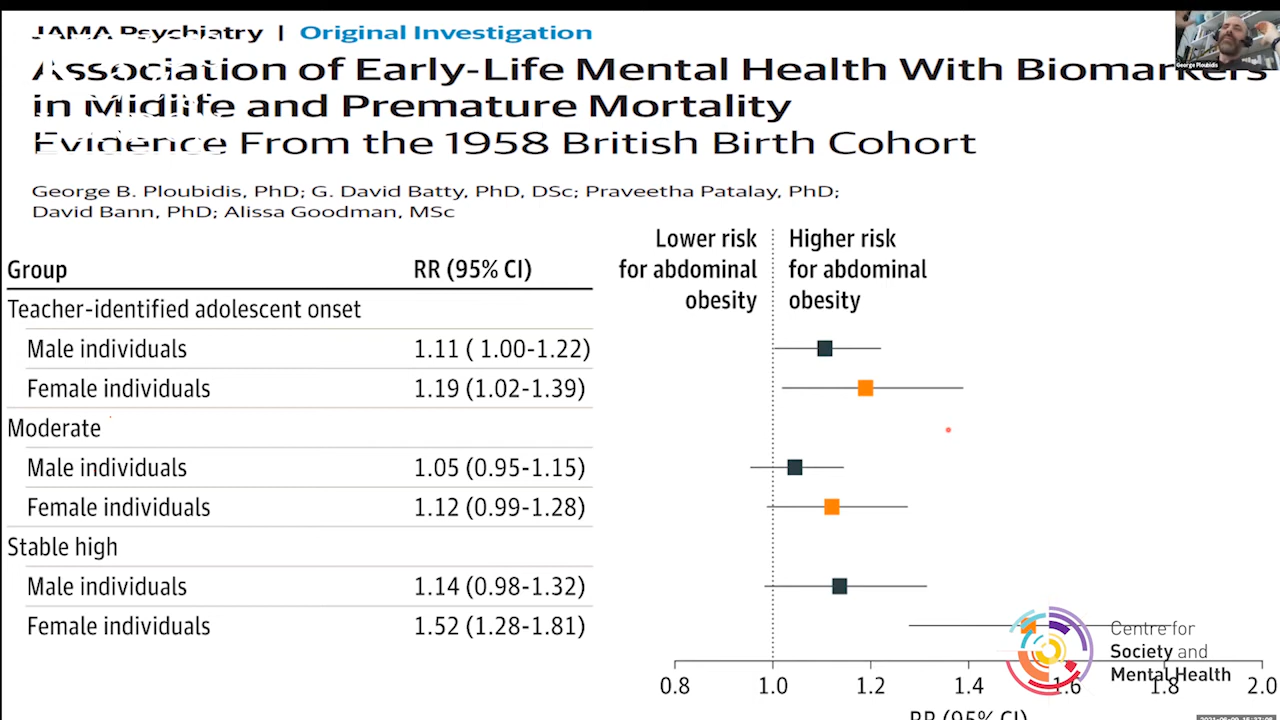 JAMA Psychiatry | Original Investigation
Association of Early-Life Mental Health With Biomarkers
in Midlife and Premature Mortality
Evidence From the 1958 British Birth Cohort
George Ploubidis
George B. Ploubidis, PhD; G. David Batty, PhD, DSc; Praveetha Patalay, PhD;
David Bann, PhD; Alissa Goodman, MSc
Lower risk
for abdominal
obesity
Higher risk
for abdominal
obesity
Group RR (95% CI)
Teacher-identified adolescent onset
Male individuals 1.11 ( 1.00-1.22)
Female individuals 1.19 (1.02-1.39)
Moderate
Male individuals 1.05 (0.95-1.15)
Female individuals 1.12 (0.99-1.28)
Stable high
Male individuals 1.14 (0.98-1.32)
Female individuals 1.52 (1.28-1.81)
Centre for
Society and
Mental Health
0.8 1.0 1.2 1.4 1.6 1.8 2.0
RR (95% CI)